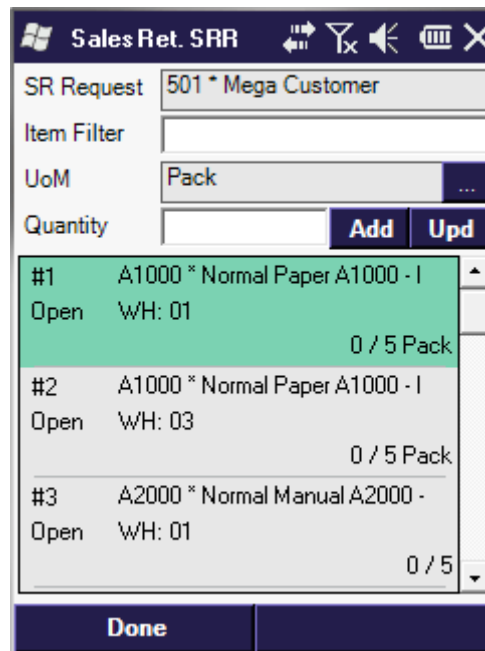 Sales Ret. SRR
SR Request 501 * Mega Customer
Item Filter
UoM Pack ...
Quantity Add Upd
#1 A1000 * Normal Paper A1000 - I
Open WH: 01
0 / 5 Pack
#2 A1000 * Normal Paper A1000 - I
Open WH: 03
0 / 5 Pack
#3 A2000 * Normal Manual A2000 -
Open WH: 01
0 / 5
Done